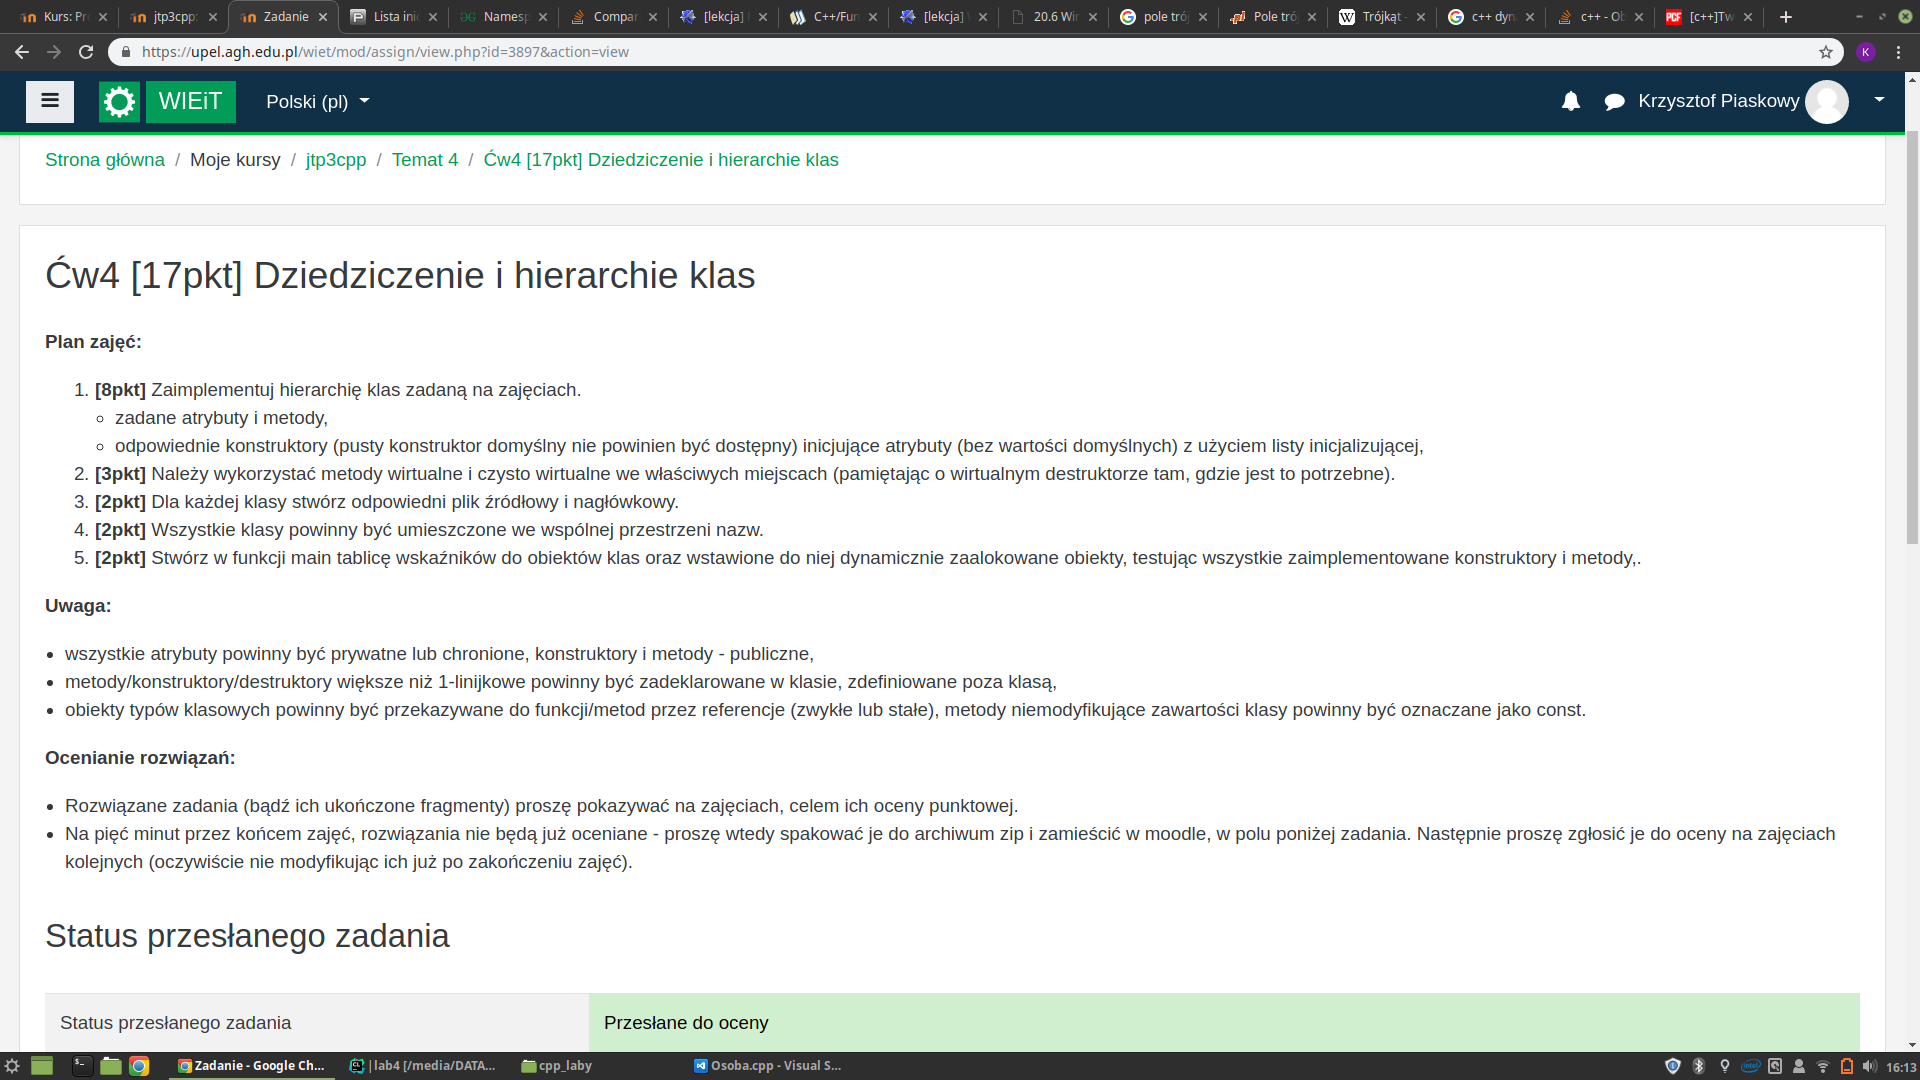 Kurs: Pr
jtp3cpp:
Zadanie
Lista inic
Namesp
Compar
[lekcja]
C++/Fun
[lekcja]
20.6 Wir
pole trój
Pole trój
Trójkąt -
c++ dyn
c++ - Ob
[c++]Tw
https://upel.agh.edu.pl/wiet/mod/assign/view.php?id=3897&action=view
K
WIEiT
Polski (pl)
Krzysztof Piaskowy
Strona główna / Moje kursy / jtp3cpp / Temat 4 / Ćw4 [17pkt] Dziedziczenie i hierarchie klas
Ćw4 [17pkt] Dziedziczenie i hierarchie klas
Plan zajęć:
1. [8pkt] Zaimplementuj hierarchię klas zadaną na zajęciach.
zadane atrybuty i metody,
odpowiednie konstruktory (pusty konstruktor domyślny nie powinien być dostępny) inicjujące atrybuty (bez wartości domyślnych) z użyciem listy inicjalizującej,
2. [3pkt] Należy wykorzystać metody wirtualne i czysto wirtualne we właściwych miejscach (pamiętając o wirtualnym destruktorze tam, gdzie jest to potrzebne).
3. [2pkt] Dla każdej klasy stwórz odpowiedni plik źródłowy i nagłówkowy.
4. [2pkt] Wszystkie klasy powinny być umieszczone we wspólnej przestrzeni nazw.
5. [2pkt] Stwórz w funkcji main tablicę wskaźników do obiektów klas oraz wstawione do niej dynamicznie zaalokowane obiekty, testując wszystkie zaimplementowane konstruktory i metody,.
Uwaga:
wszystkie atrybuty powinny być prywatne lub chronione, konstruktory i metody - publiczne,
metody/konstruktory/destruktory większe niż 1-linijkowe powinny być zadeklarowane w klasie, zdefiniowane poza klasą,
obiekty typów klasowych powinny być przekazywane do funkcji/metod przez referencje (zwykłe lub stałe), metody niemodyfikujące zawartości klasy powinny być oznaczane jako const.
Ocenianie rozwiązań:
Rozwiązane zadania (bądź ich ukończone fragmenty) proszę pokazywać na zajęciach, celem ich oceny punktowej.
Na pięć minut przez końcem zajęć, rozwiązania nie będą już oceniane - proszę wtedy spakować je do archiwum zip i zamieścić w moodle, w polu poniżej zadania. Następnie proszę zgłosić je do oceny na zajęciach
kolejnych (oczywiście nie modyfikując ich już po zakończeniu zajęć).
Status przesłanego zadania
Status przesłanego zadania
Przesłane do oceny
Zadanie - Google Ch...
lab4 [/media/DATA...
cpp_laby
Osoba.cpp - Visual S...
16:13